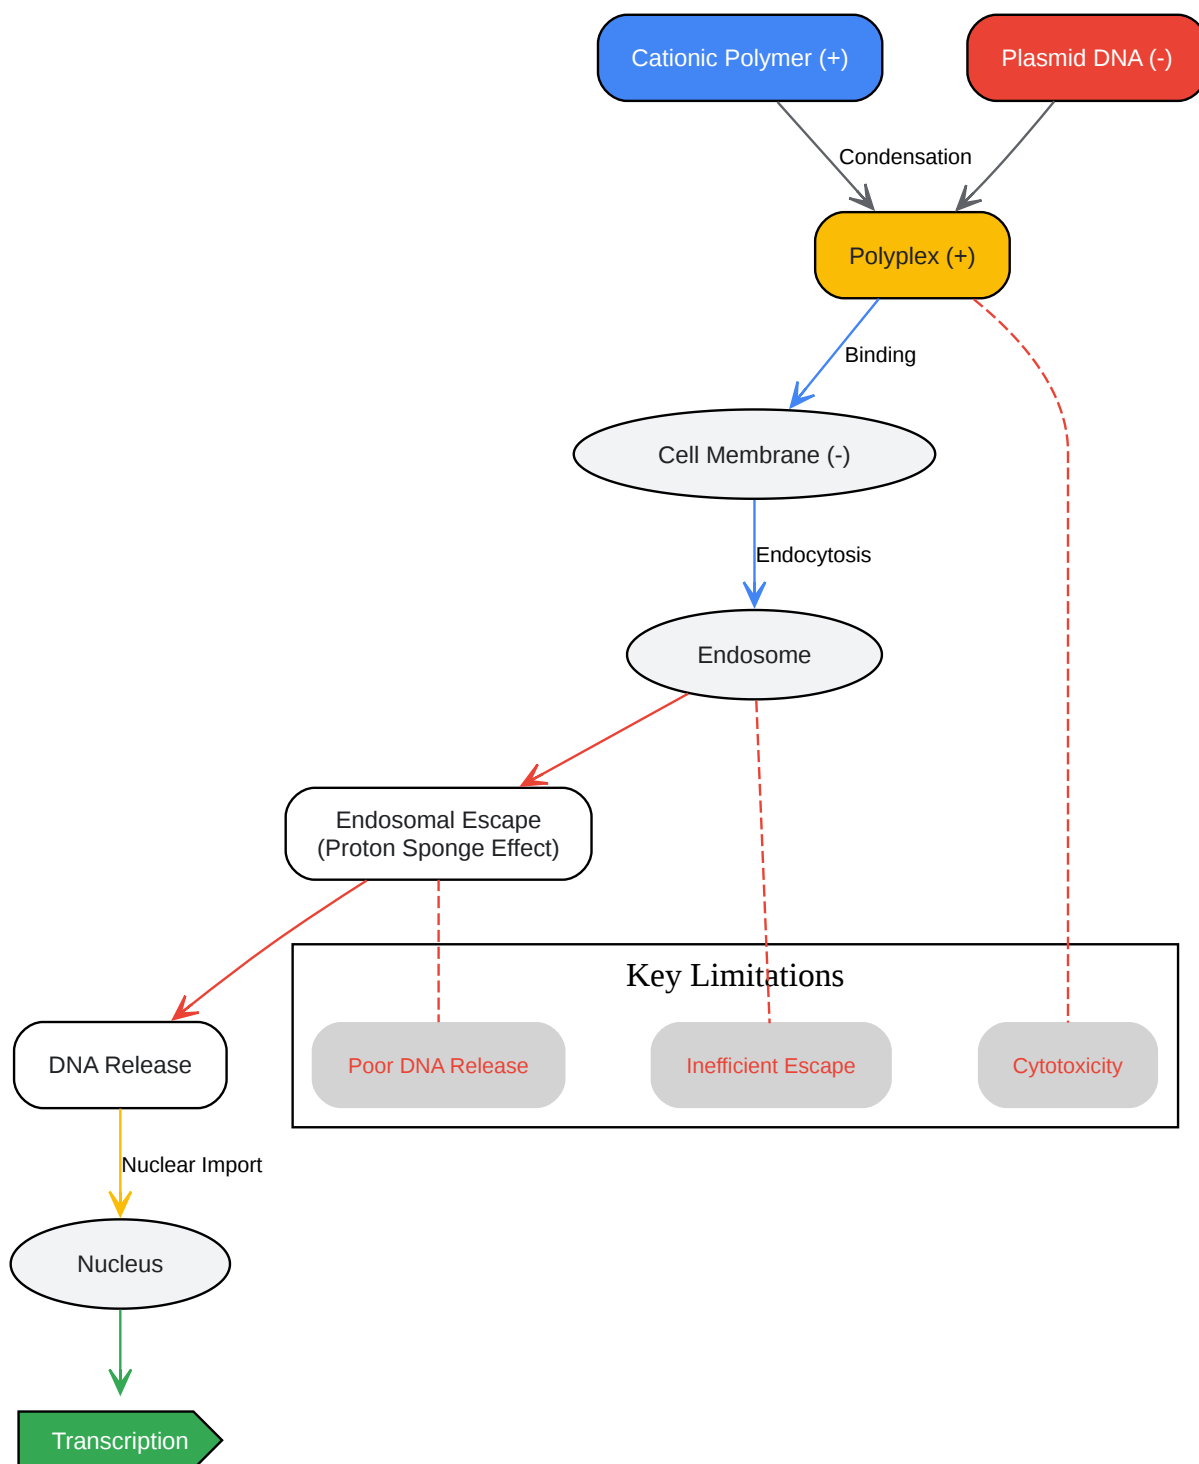 Cationic Polymer (+)
Plasmid DNA (-)
Condensation
Polyplex (+)
Binding
Cell Membrane (-)
Endocytosis
Endosome
Endosomal Escape
(Proton Sponge Effect)
Key Limitations
DNA Release
Poor DNA Release
Inefficient Escape
Cytotoxicity
Nuclear Import
Nucleus
Transcription